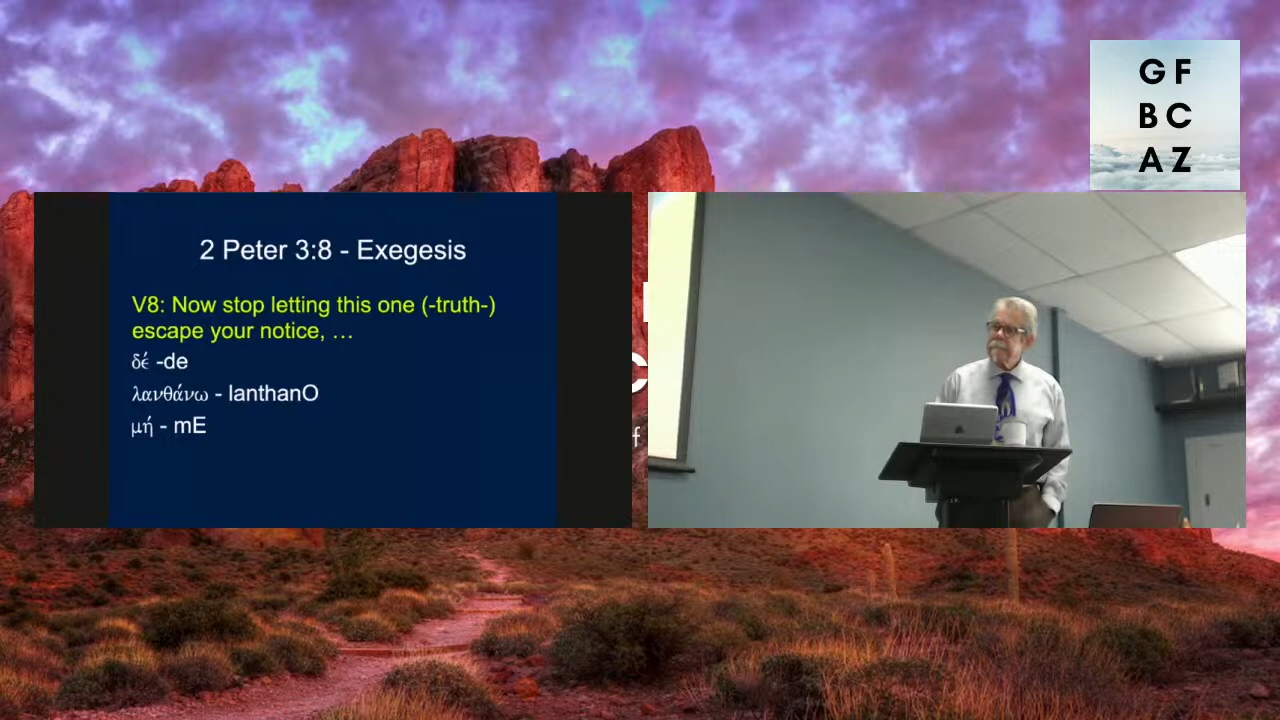 G F
B C
A Z
2 Peter 3:8 - Exegesis
V8: Now stop letting this one (-truth-)
escape your notice, …
δέ -de
λανθάνω - lanthanO
μή - mE